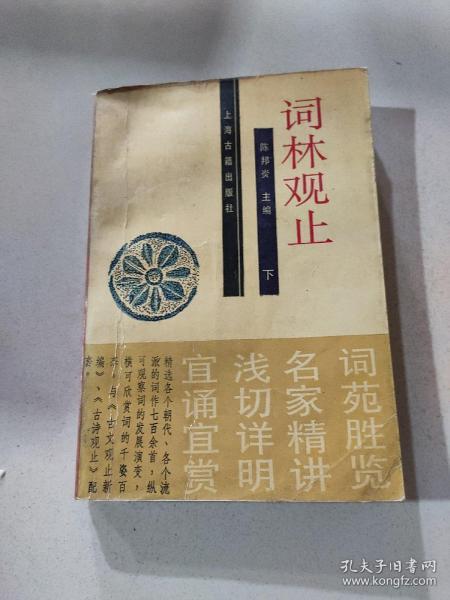 词林观止
陈邦炎 主编 下
上海古籍出版社
词苑胜览
名家精讲
浅切详明
宜诵宜赏
精选各个朝代、各个流
派的词作七百余首，纵
可观察词的发展演变，
横可欣赏词的千姿百
态。与《古文观止新
编》、《古诗观止》配
套。
孔夫子旧书网
www.kongfz.com